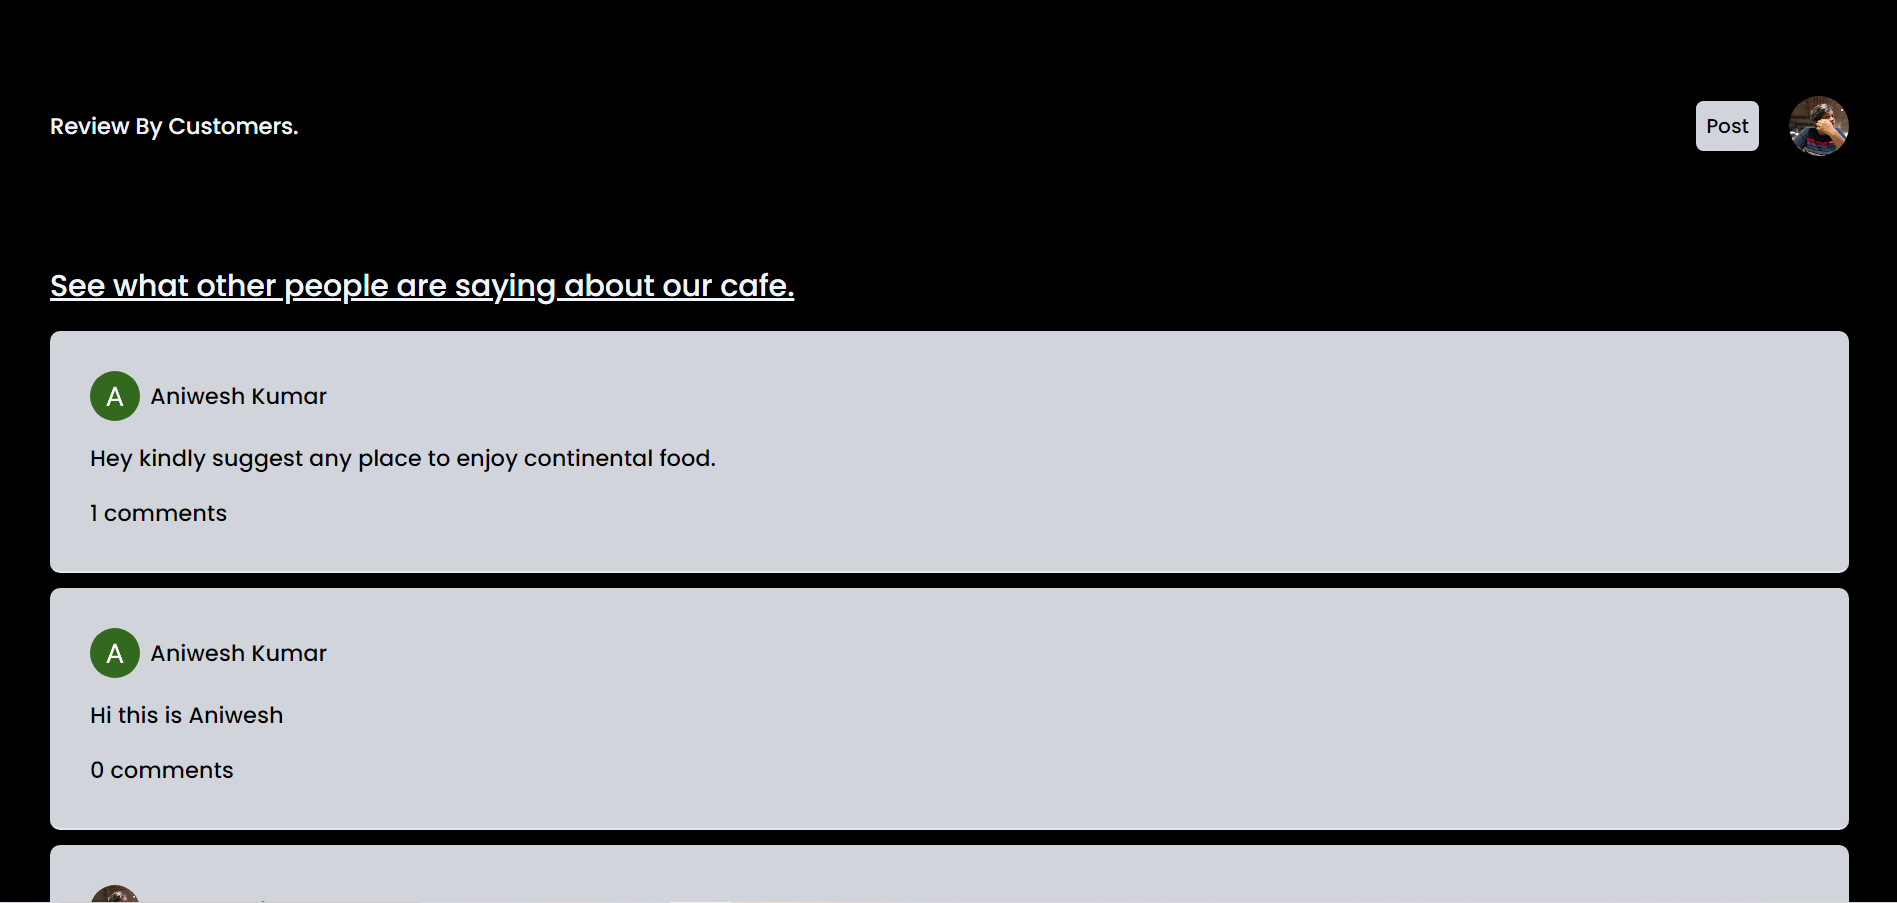 Review By Customers.
Post
See what other people are saying about our cafe.
A Aniwesh Kumar
Hey kindly suggest any place to enjoy continental food.
1 comments
A Aniwesh Kumar
Hi this is Aniwesh
0 comments